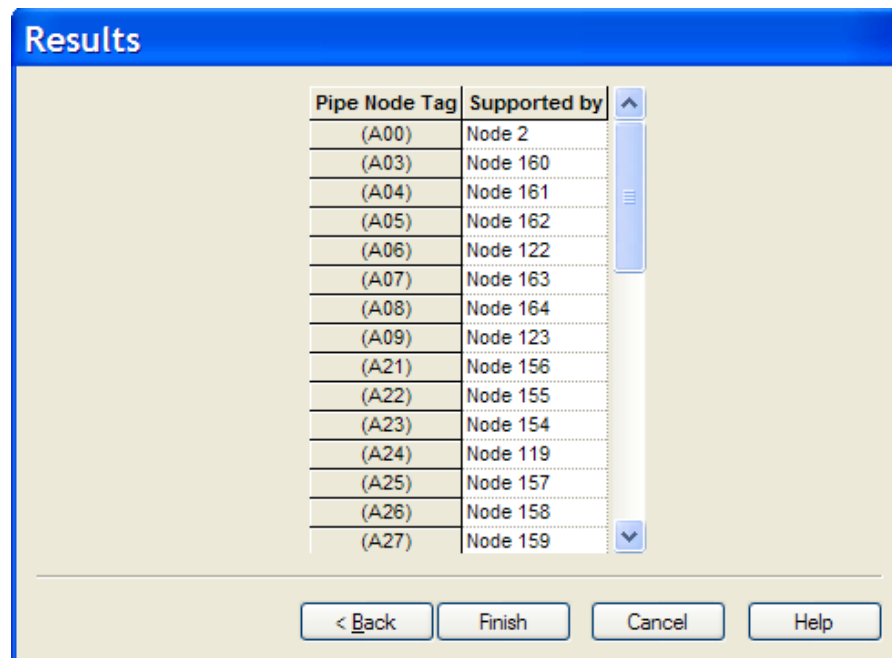 Results
Pipe Node Tag Supported by
(A00) Node 2
(A03) Node 160
(A04) Node 161
(A05) Node 162
(A06) Node 122
(A07) Node 163
(A08) Node 164
(A09) Node 123
(A21) Node 156
(A22) Node 155
(A23) Node 154
(A24) Node 119
(A25) Node 157
(A26) Node 158
(A27) Node 159
< Back Finish Cancel Help